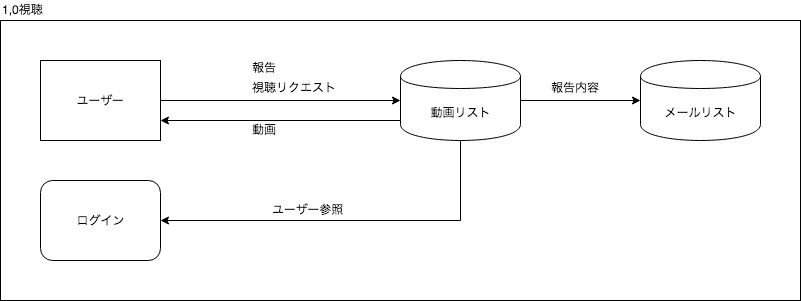 1,0視聴
報告
視聴リクエスト
ユーザー
動画リスト
報告内容
メールリスト
動画
ログイン
ユーザー参照